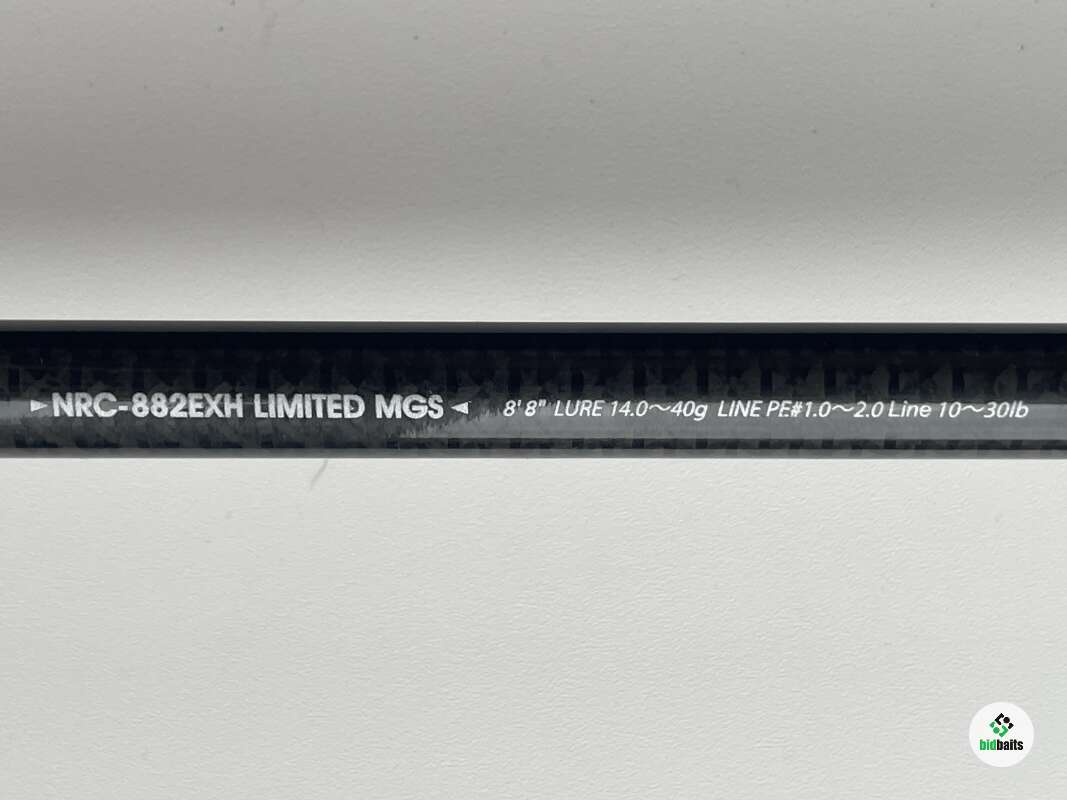 ►NRC-882EXH LIMITED MGS◄ 8' 8" LURE 14.0～40g LINE PE#1.0～2.0 Line 10～30lb
bidbaits